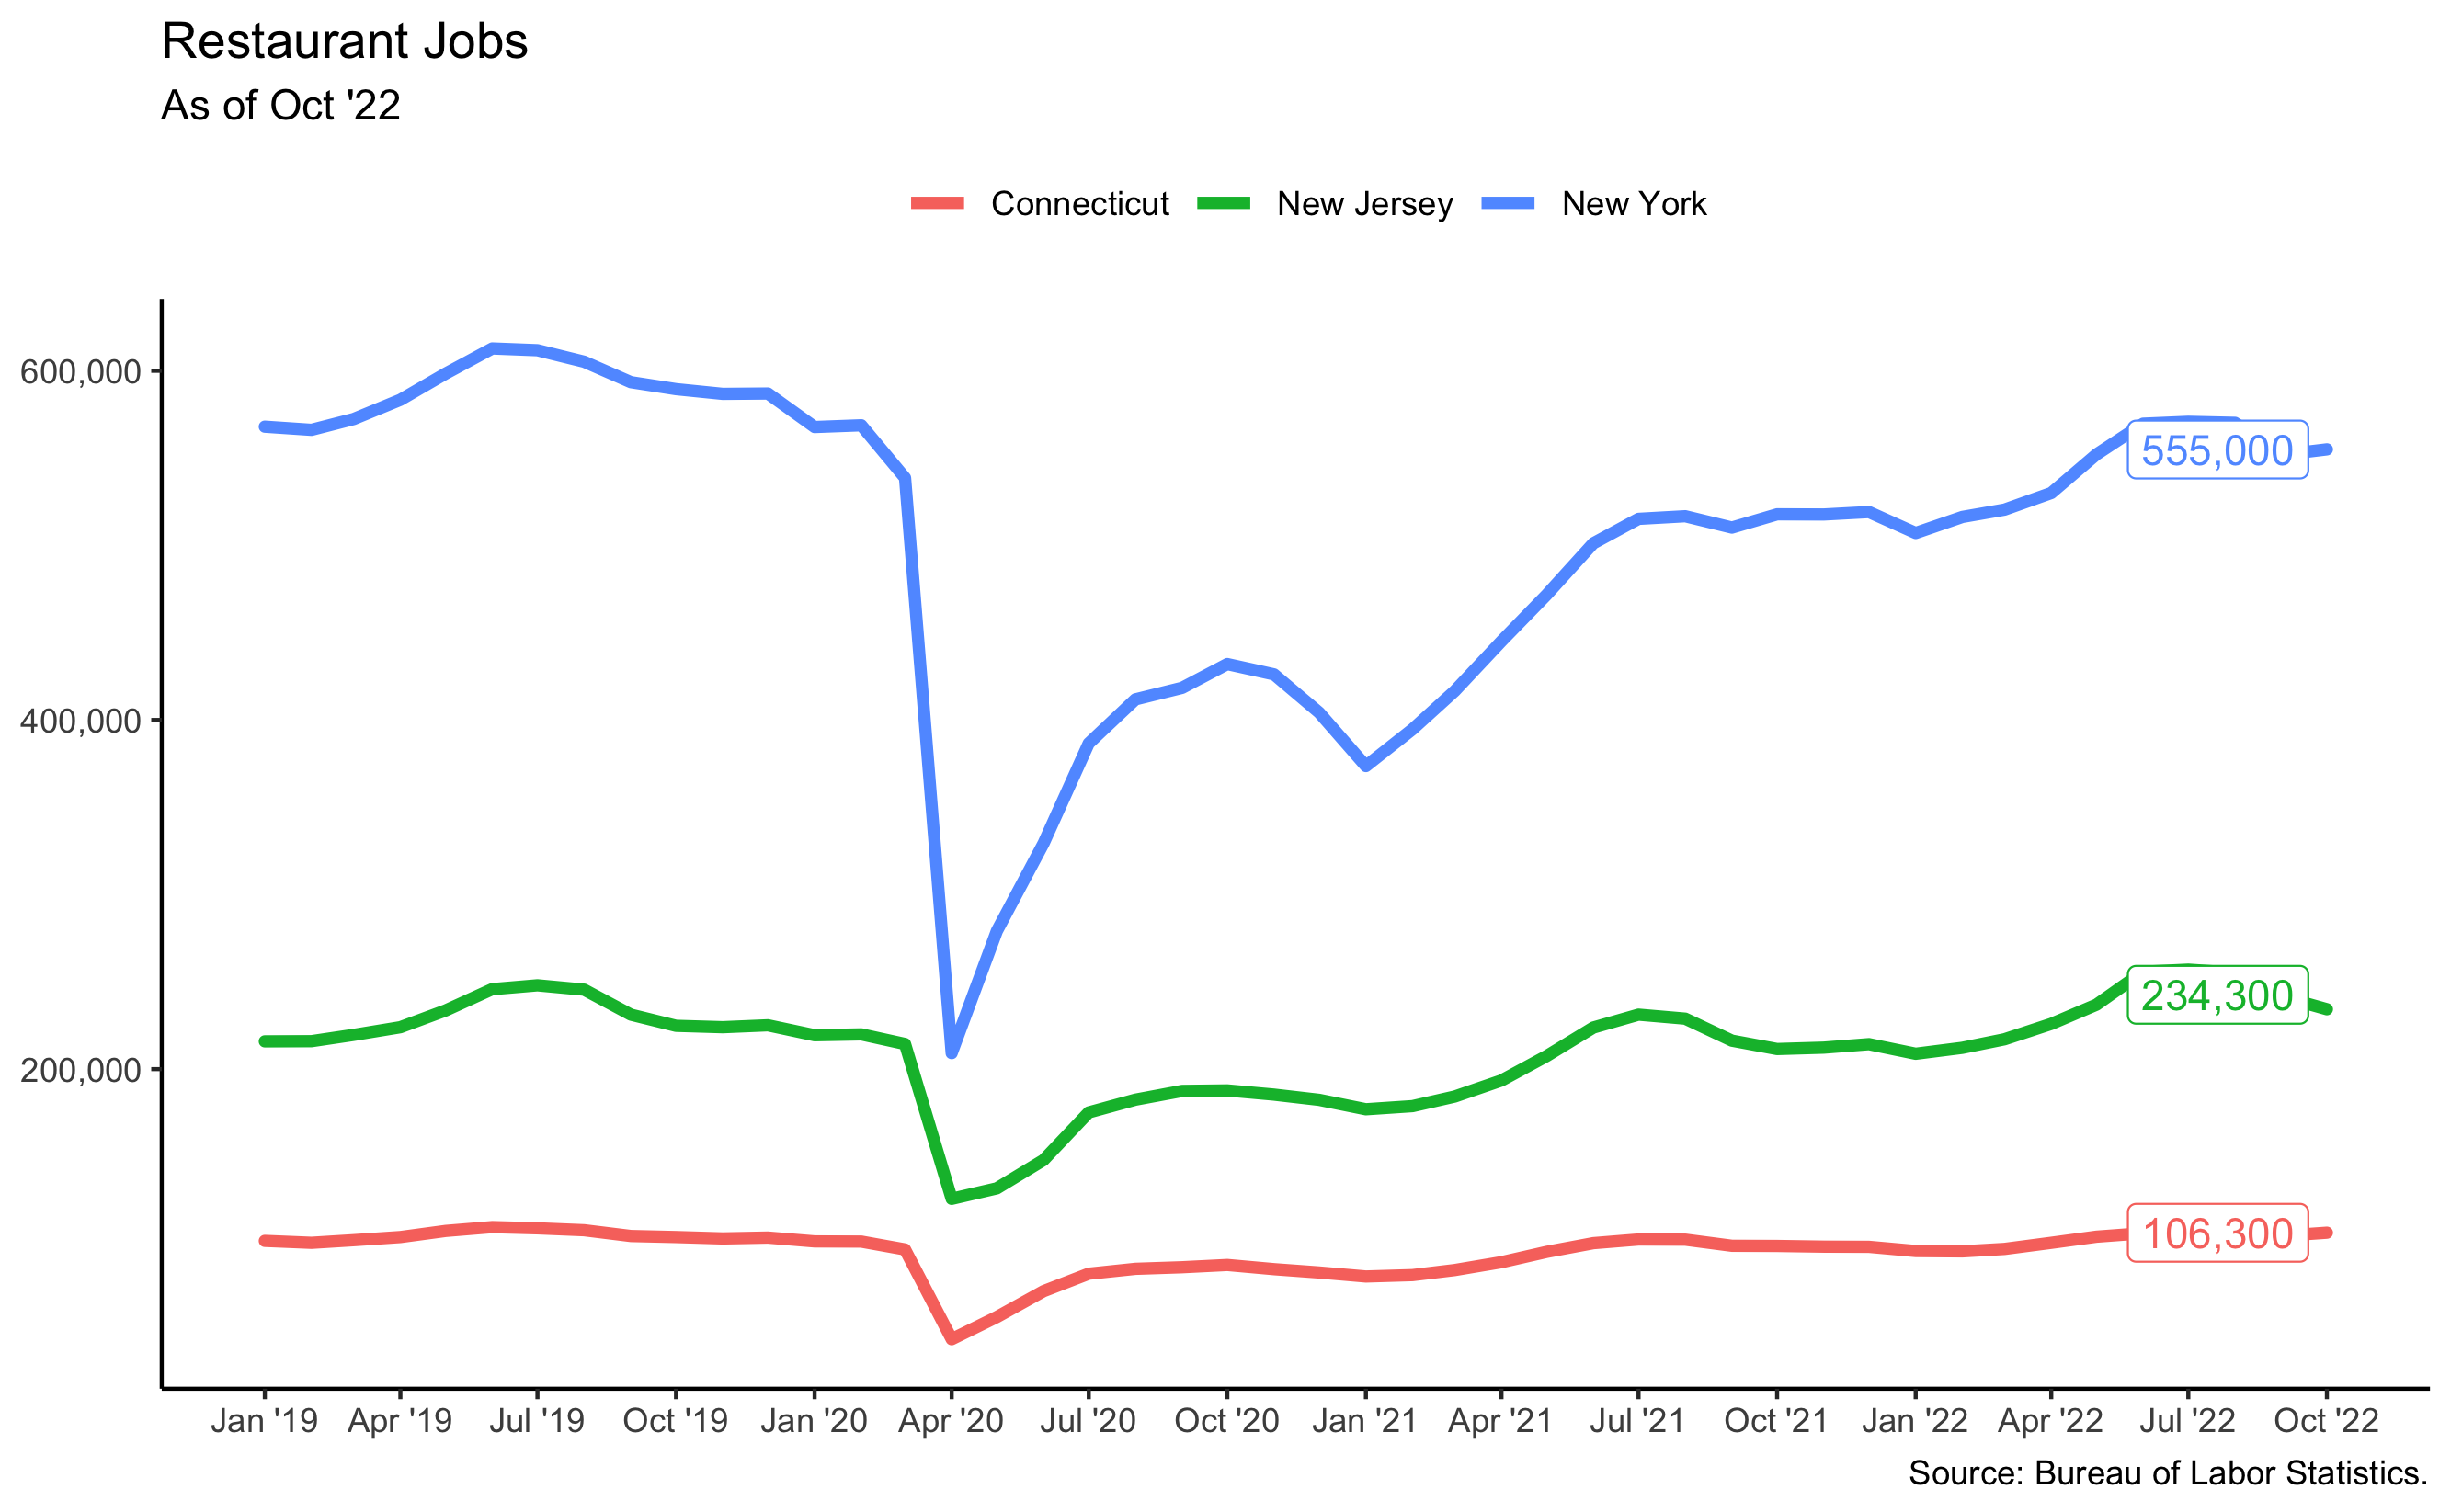 Restaurant Jobs
As of Oct '22
Connecticut New Jersey New York
600,000
400,000
200,000
555,000
234,300
106,300
Jan '19 Apr '19 Jul '19 Oct '19 Jan '20 Apr '20 Jul '20 Oct '20 Jan '21 Apr '21 Jul '21 Oct '21 Jan '22 Apr '22 Jul '22 Oct '22
Source: Bureau of Labor Statistics.